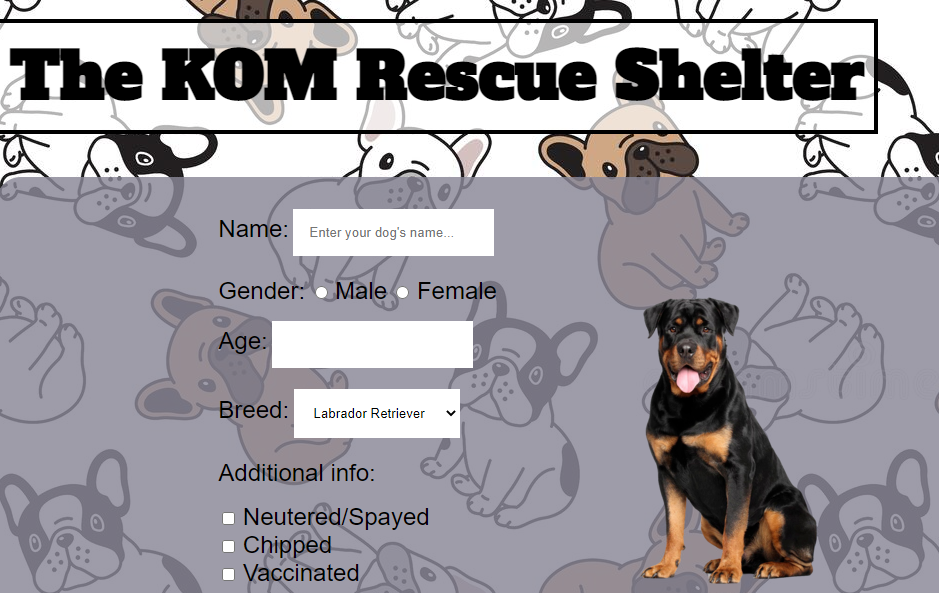 The KOM Rescue Shelter
Name: Enter your dog's name...
Gender: Male Female
Age:
Breed: Labrador Retriever
Additional info:
Neutered/Spayed
Chipped
Vaccinated